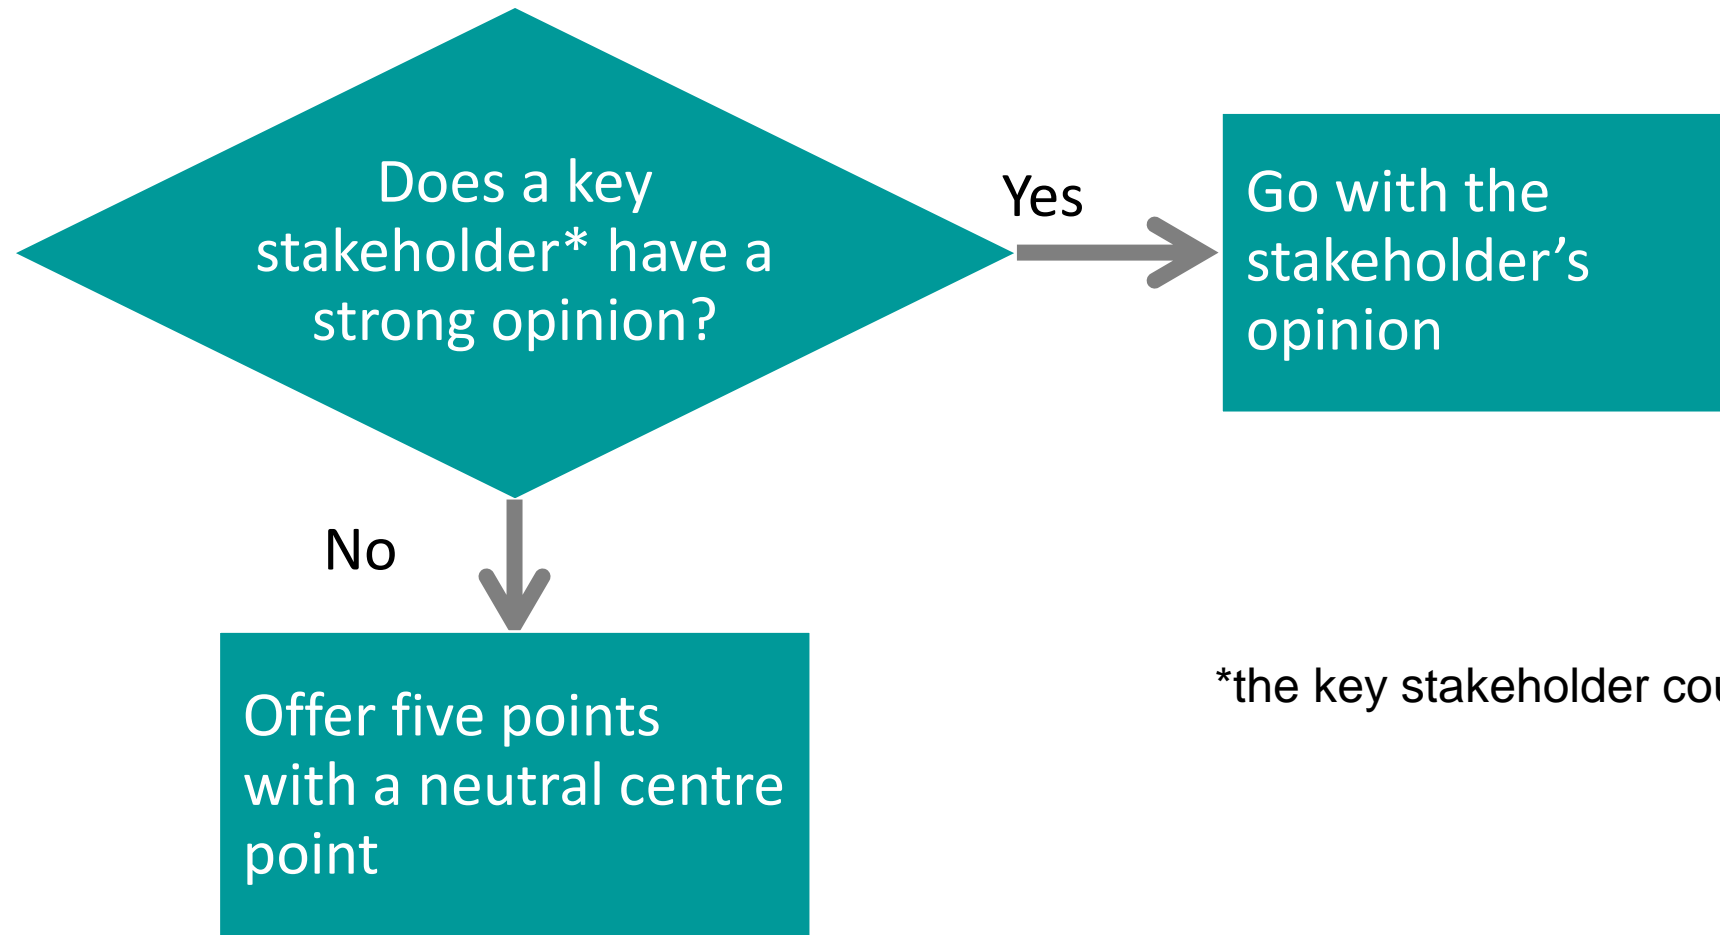 Does a key
stakeholder* have a
strong opinion?
Yes
Go with the
stakeholder’s
opinion
No
Offer five points
with a neutral centre
point
*the key stakeholder